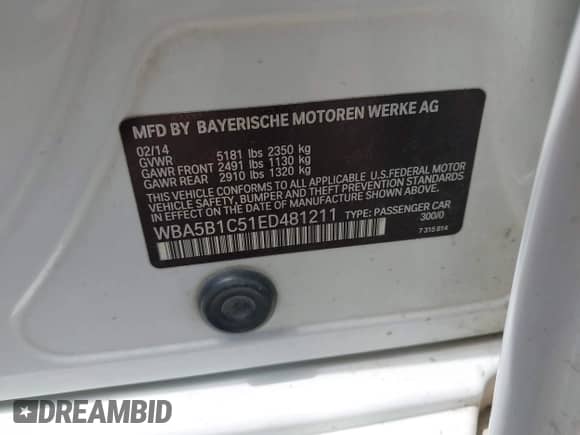 MFD BY BAYERISCHE MOTOREN WERKE AG
02/14
GVWR 5181 lbs 2350 kg
GAWR FRONT 2491 lbs 1130 kg
GAWR REAR 2910 lbs 1320 kg
THIS VEHICLE CONFORMS TO ALL APPLICABLE U.S.FEDERAL MOTOR
VEHICLE SAFETY, BUMPER AND THEFT PREVENTION STANDARDS
IN EFFECT ON THE DATE OF MANUFACTURE SHOWN ABOVE.
WBA5B1C51ED481211 TYPE: PASSENGER CAR
300/0
7 315 814
DREAMBID